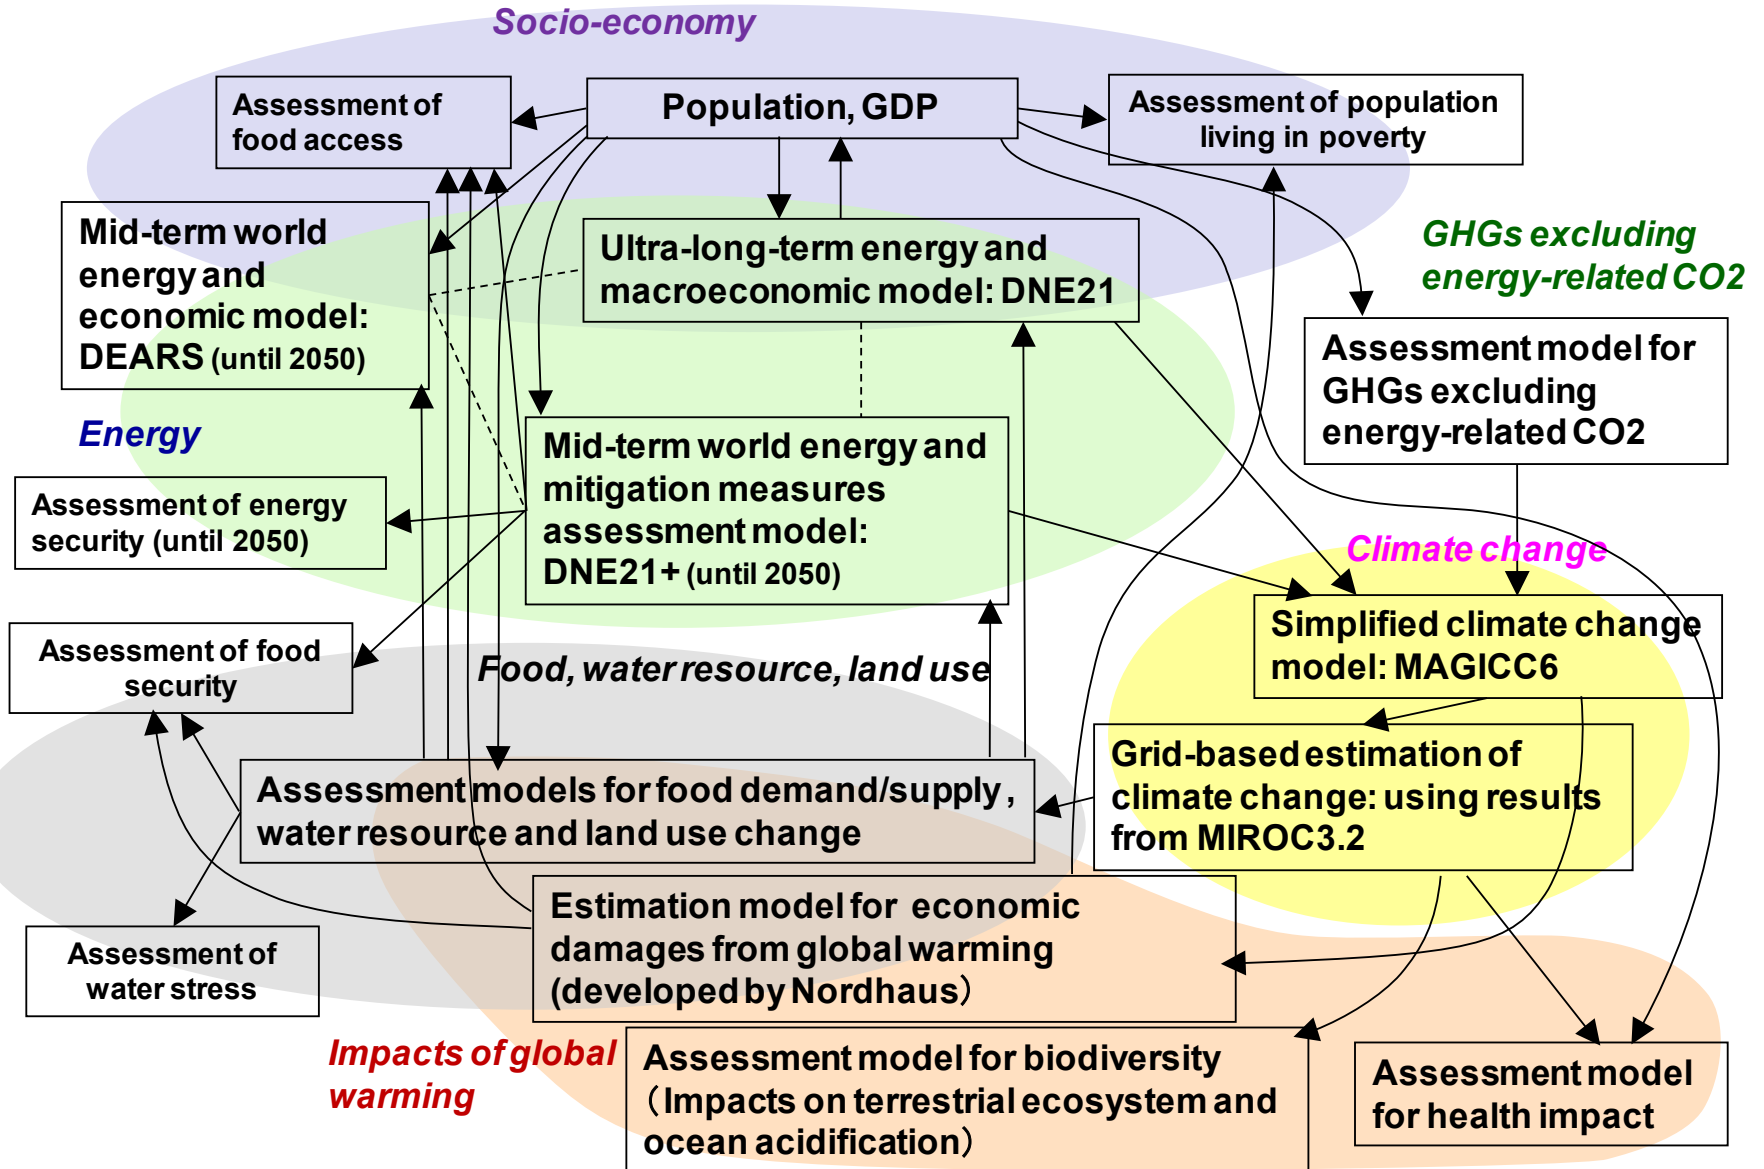 Socio-economy
Assessment of
food access
Population, GDP
Assessment of population
living in poverty
Mid-term world
energy and
economic model:
DEARS (until 2050)
Ultra-long-term energy and
macroeconomic model: DNE21
GHGs excluding
energy-related CO2
Assessment model for
GHGs excluding
energy-related CO2
Energy
Mid-term world energy and
mitigation measures
assessment model:
DNE21+ (until 2050)
Assessment of energy
security (until 2050)
Climate change
Simplified climate change
model: MAGICC6
Assessment of food
security
Food, water resource, land use
Grid-based estimation of
climate change: using results
from MIROC3.2
Assessment models for food demand/supply,
water resource and land use change
Estimation model for economic
damages from global warming
(developed by Nordhaus）
Assessment of
water stress
Impacts of global
warming
Assessment model for biodiversity
（Impacts on terrestrial ecosystem and
ocean acidification）
Assessment model
for health impact